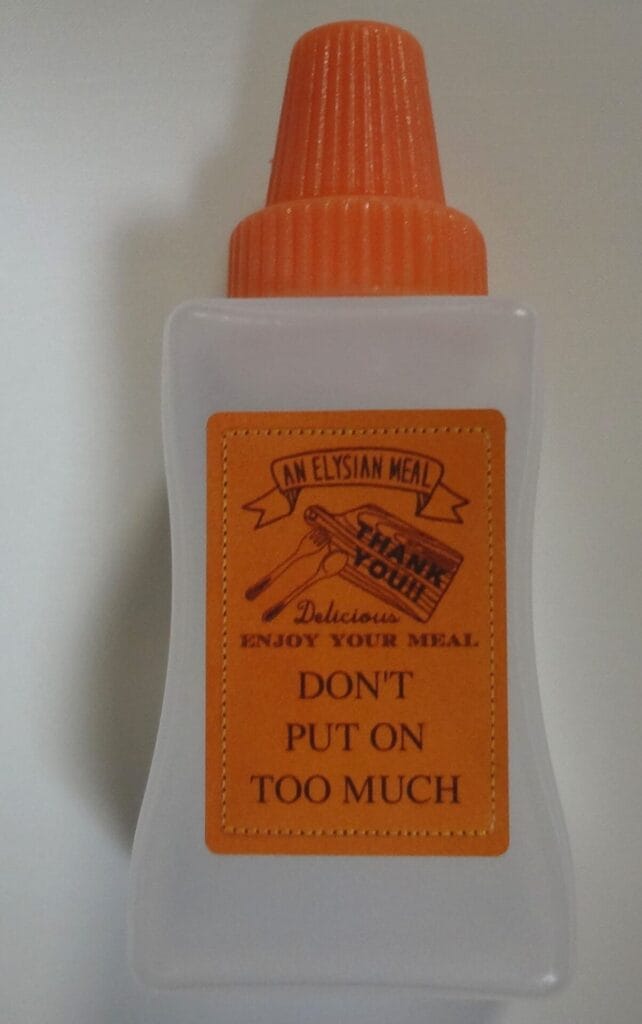 AN ELYSIAN MEAL
THANK
YOU!!
Delicious
ENJOY YOUR MEAL
DON'T
PUT ON
TOO MUCH